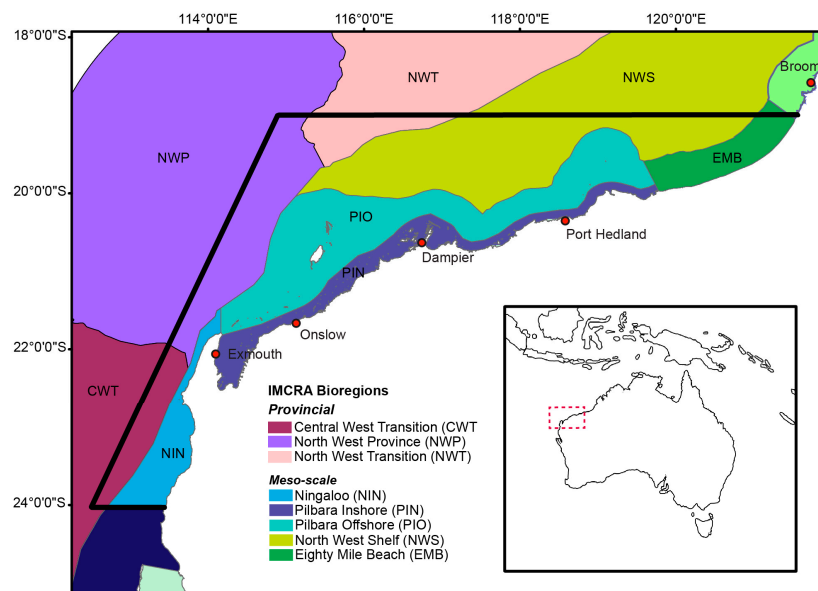 114°0'0"E 116°0'0"E 118°0'0"E 120°0'0"E
18°0'0"S
Broom
NWT
NWS
NWP
EMB
20°0'0"S
PIO
Port Hedland
Dampier
PIN
Onslow
22°0'0"S
Exmouth
CWT
IMCRA Bioregions
Provincial
Central West Transition (CWT
North West Province (NWP)
North West Transition (NWT)
NIN
Meso-scale
Ningaloo (NIN)
24°0'0"S
Pilbara Inshore (PIN)
Pilbara Offshore (PIO)
North West Shelf (NWS)
Eighty Mile Beach (EMB)